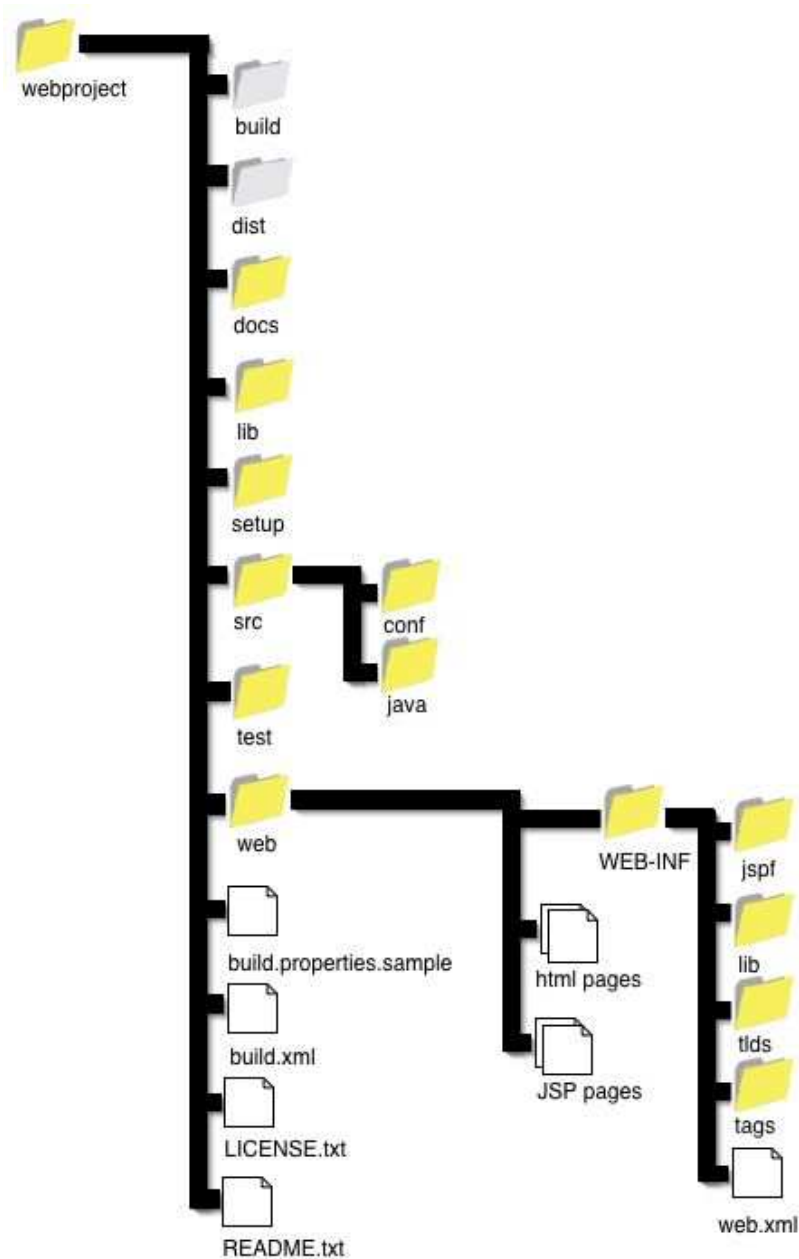 webproject
build
dist
docs
lib
setup
src
conf
java
test
web
WEB-INF
jspf
lib
tlds
tags
web.xml
html pages
JSP pages
build.properties.sample
build.xml
LICENSE.txt
README.txt